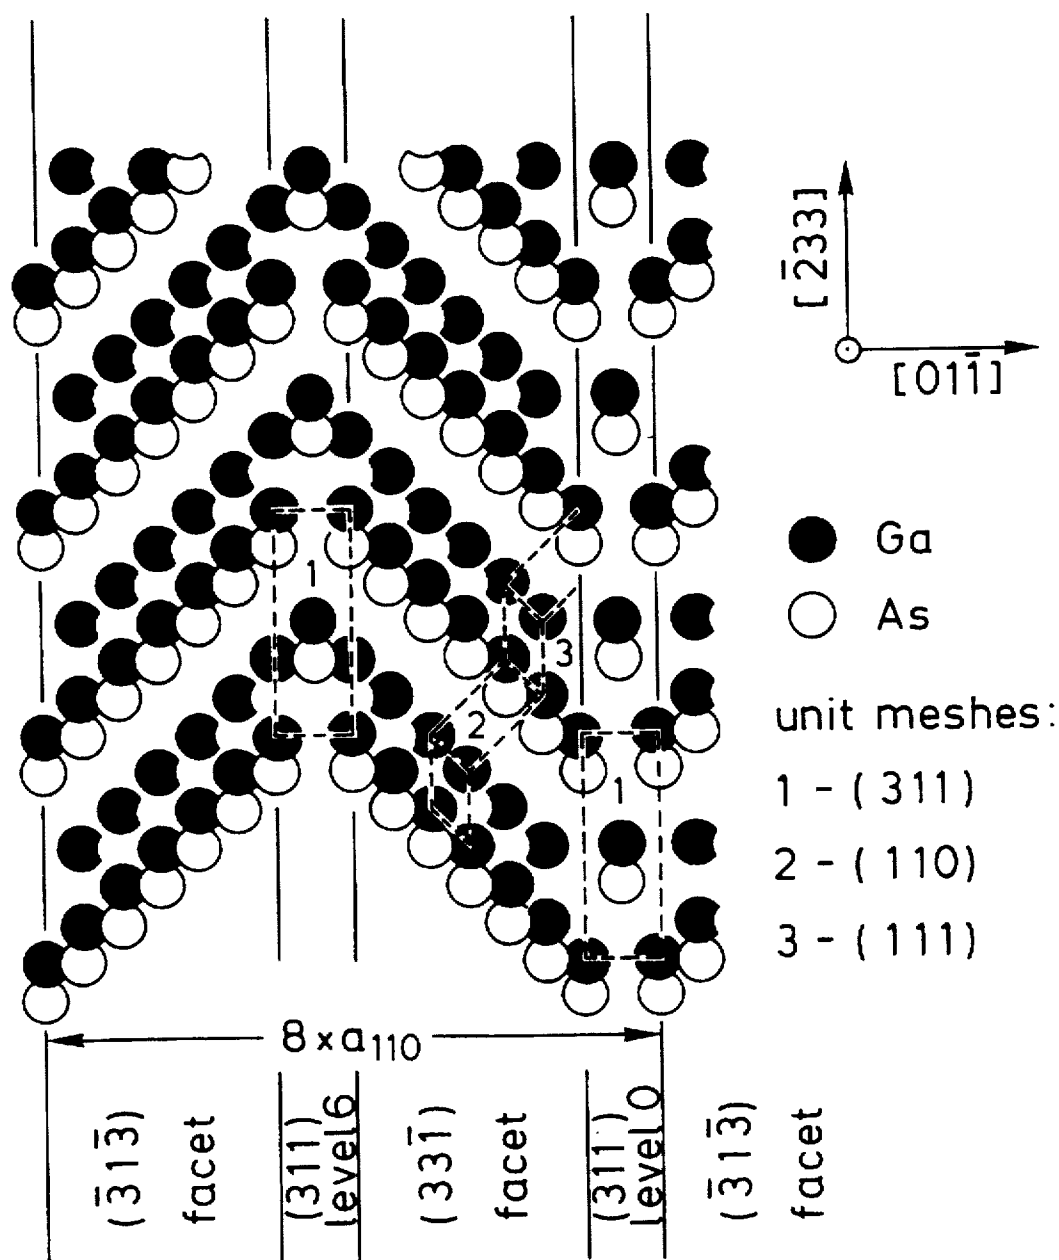 [2̄33]
[011̄]
Ga
As
1
3
2
1
unit meshes:
1 - (311)
2 - (110)
3 - (111)
8 × a110
(3̄13̄)
facet
(311)
level 6
(331̄)
facet
(311)
level 0
(3̄13̄)
facet